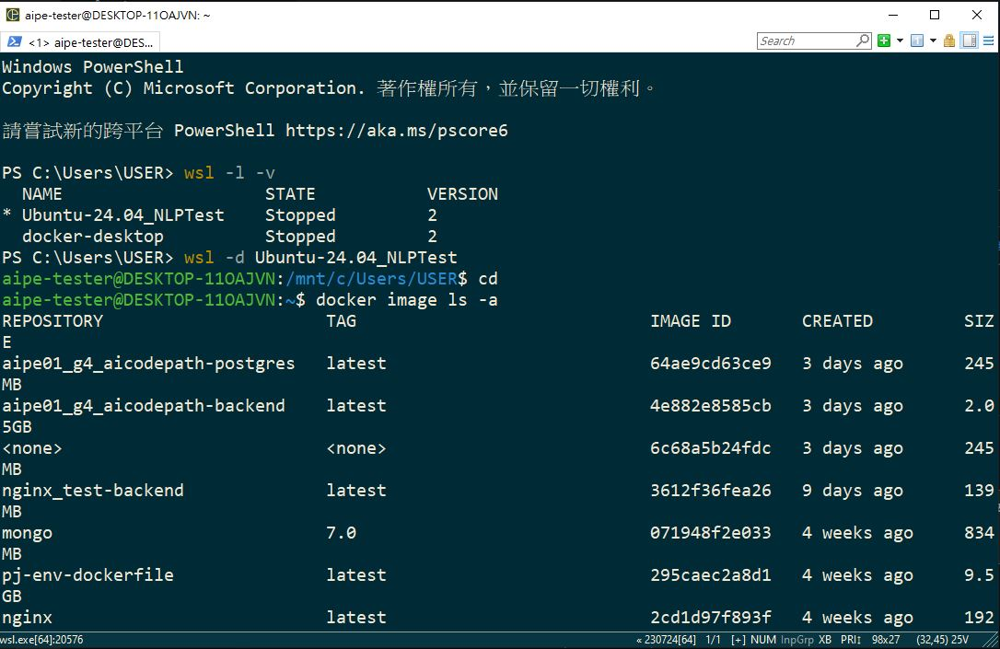 aipe-tester@DESKTOP-11OAJVN: ~
<1> aipe-tester@DES...
Search
Windows PowerShell
Copyright (C) Microsoft Corporation. 著作權所有，並保留一切權利。
請嘗試新的跨平台 PowerShell https://aka.ms/pscore6
PS C:\Users\USER> wsl -l -v
  NAME                    STATE           VERSION
* Ubuntu-24.04_NLPTest    Stopped         2
  docker-desktop          Stopped         2
PS C:\Users\USER> wsl -d Ubuntu-24.04_NLPTest
aipe-tester@DESKTOP-11OAJVN:/mnt/c/Users/USER$ cd
aipe-tester@DESKTOP-11OAJVN:~$ docker image ls -a
REPOSITORY                      TAG                             IMAGE ID       CREATED         SIZ
E
aipe01_g4_aicodepath-postgres   latest                          64ae9cd63ce9   3 days ago      245
MB
aipe01_g4_aicodepath-backend    latest                          4e882e8585cb   3 days ago      2.0
5GB
<none>                          <none>                          6c68a5b24fdc   3 days ago      245
MB
nginx_test-backend              latest                          3612f36fea26   9 days ago      139
MB
mongo                           7.0                             071948f2e033   4 weeks ago     834
MB
pj-env-dockerfile               latest                          295caec2a8d1   4 weeks ago     9.5
GB
nginx                           latest                          2cd1d97f893f   4 weeks ago     192
wsl.exe[64]:20576 « 230724[64] 1/1 [+] NUM InpGrp XB PRI↕ 98x27 (32,45) 25V